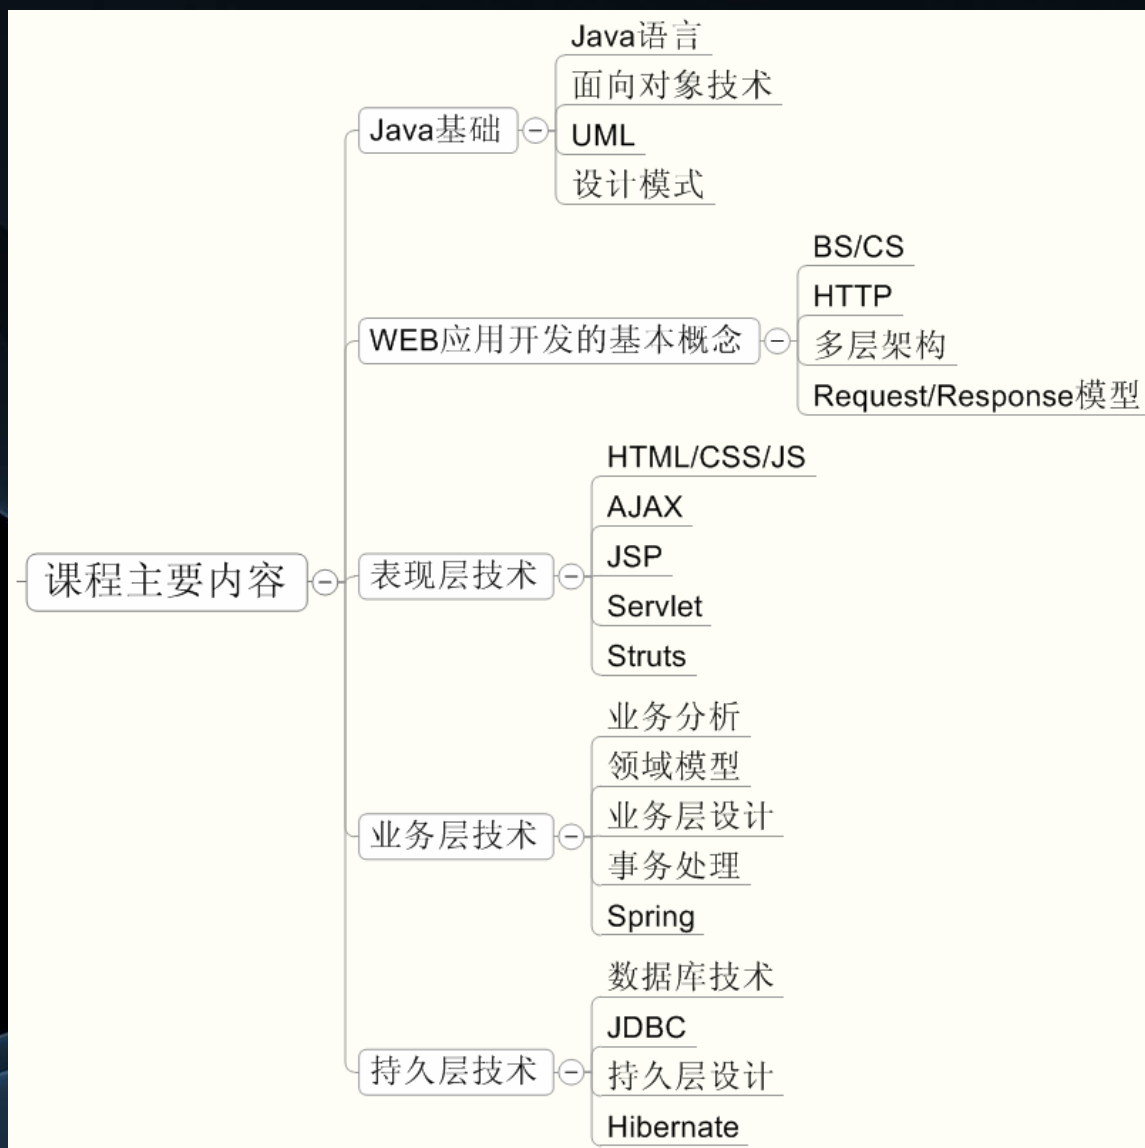 课程主要内容
Java基础
Java语言
面向对象技术
UML
设计模式
WEB应用开发的基本概念
BS/CS
HTTP
多层架构
Request/Response模型
表现层技术
HTML/CSS/JS
AJAX
JSP
Servlet
Struts
业务层技术
业务分析
领域模型
业务层设计
事务处理
Spring
持久层技术
数据库技术
JDBC
持久层设计
Hibernate